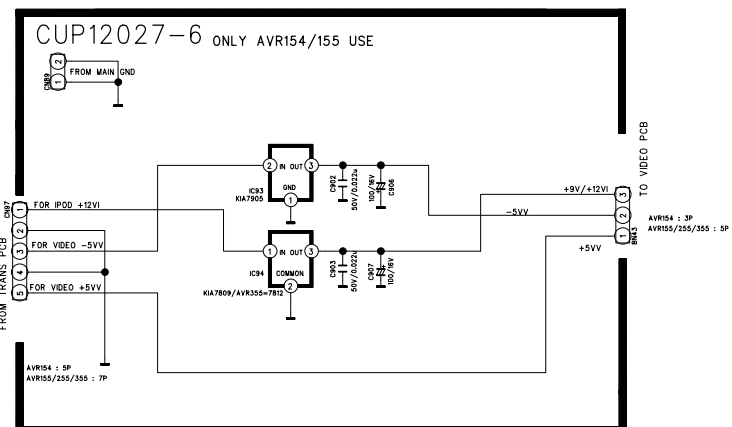 CUP12027-6 ONLY AVR154/155 USE
CN89
2
1
FROM MAIN GND
2 IN OUT 3
GND
1
IC93
KIA7905
C902
50V/0.022u
100/16V
C906
TO VIDEO PCB
+9V/+12VI
3
-5VV
2
1
BN43
+5VV
AVR154 : 3P
AVR155/255/355 : 5P
CN97
FROM TRANS PCB
1
FOR IPOD +12VI
2
3
FOR VIDEO -5VV
4
5
FOR VIDEO +5VV
1 IN OUT 3
COMMON
2
IC94
KIA7809/AVR355=7812
C903
50V/0.022u
C907
100/16V
AVR154 : 5P
AVR155/255/355 : 7P